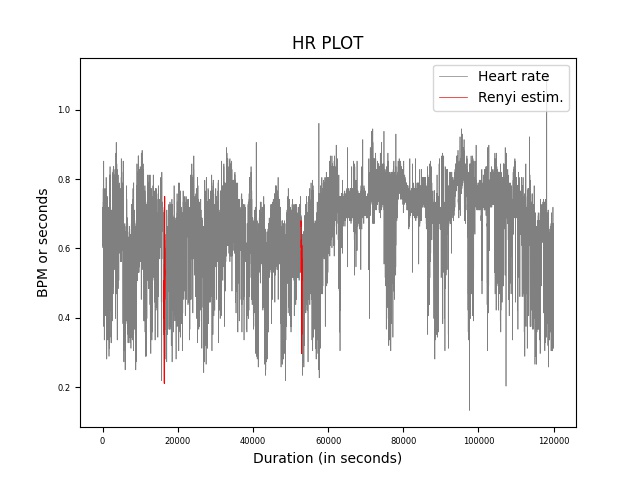 HR PLOT
Heart rate
Renyi estim.
BPM or seconds
1.0
0.8
0.6
0.4
0.2
0 20000 40000 60000 80000 100000 120000
Duration (in seconds)